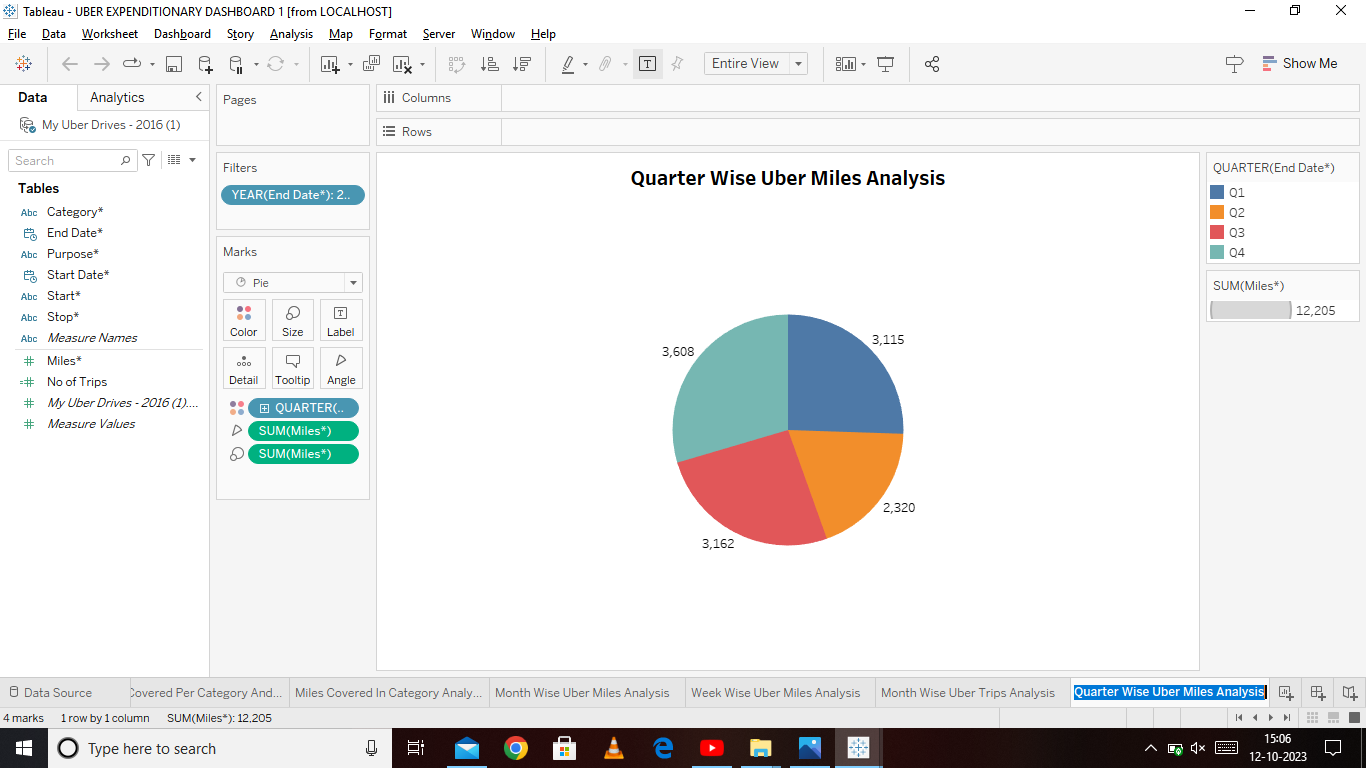 Tableau - UBER EXPENDITIONARY DASHBOARD 1 [from LOCALHOST]
File Data Worksheet Dashboard Story Analysis Map Format Server Window Help
Entire View
Show Me
Data Analytics
My Uber Drives - 2016 (1)
Search
Tables
Abc Category*
End Date*
Abc Purpose*
Start Date*
Abc Start*
Abc Stop*
Abc Measure Names
Miles*
No of Trips
My Uber Drives - 2016 (1)....
Measure Values
Pages
Filters
YEAR(End Date*): 2..
Marks
Pie
Color Size Label
Detail Tooltip Angle
QUARTER(..
SUM(Miles*)
SUM(Miles*)
Columns
Rows
Quarter Wise Uber Miles Analysis
3,115
3,608
2,320
3,162
QUARTER(End Date*)
Q1
Q2
Q3
Q4
SUM(Miles*)
12,205
Data Source Covered Per Category And... Miles Covered In Category Analy... Month Wise Uber Miles Analysis Week Wise Uber Miles Analysis Month Wise Uber Trips Analysis Quarter Wise Uber Miles Analysis
4 marks 1 row by 1 column SUM(Miles*): 12,205
Type here to search
15:06
12-10-2023